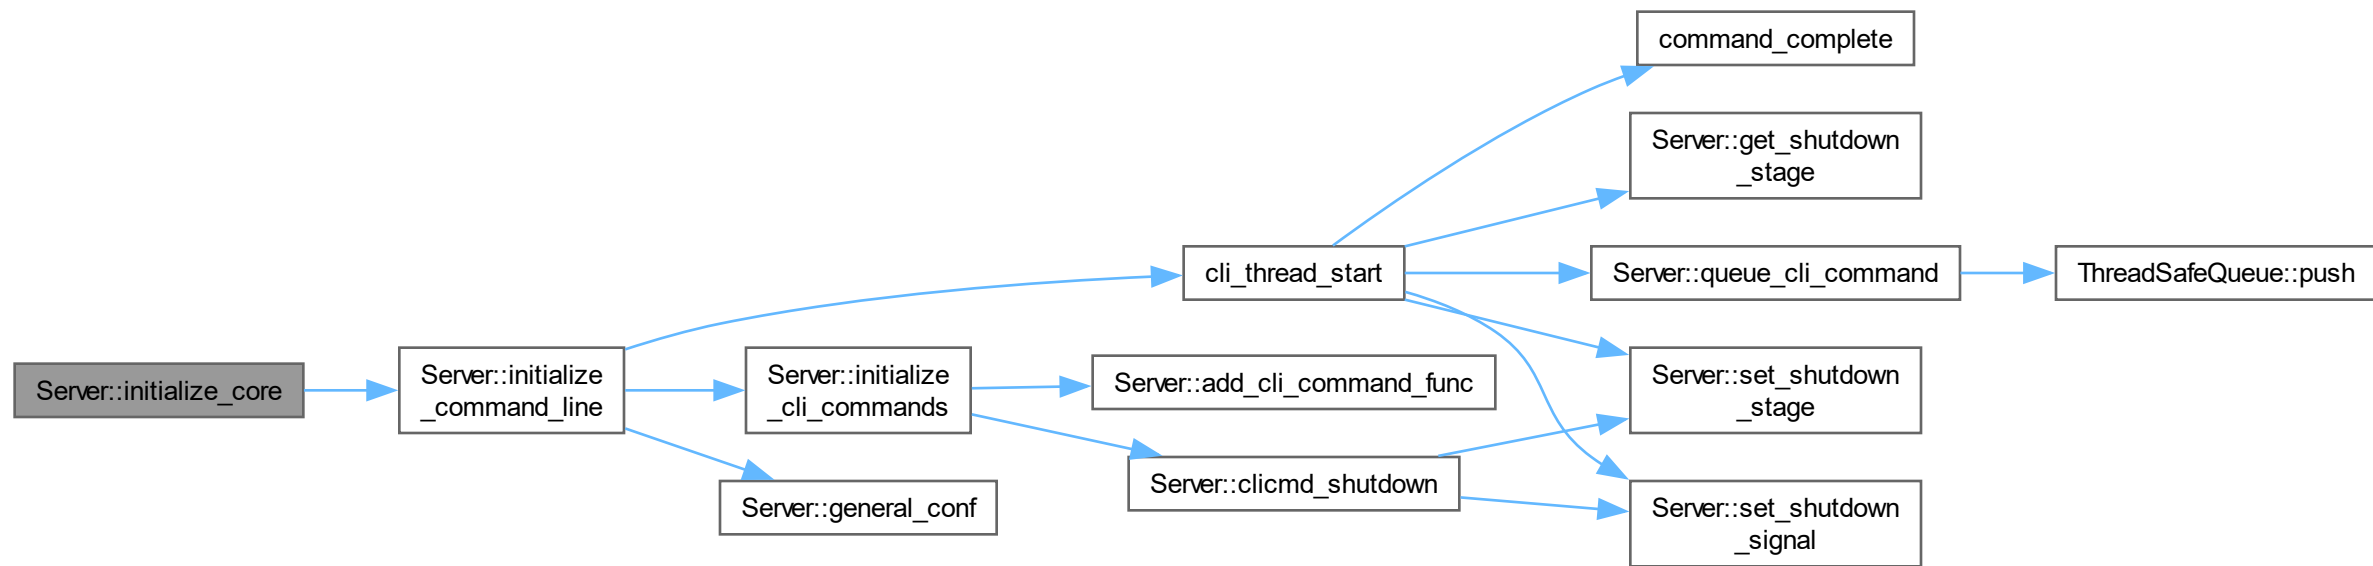 Server::initialize_core
Server::initialize
_command_line
cli_thread_start
Server::initialize
_cli_commands
Server::general_conf
Server::add_cli_command_func
Server::clicmd_shutdown
command_complete
Server::get_shutdown
_stage
Server::queue_cli_command
ThreadSafeQueue::push
Server::set_shutdown
_stage
Server::set_shutdown
_signal